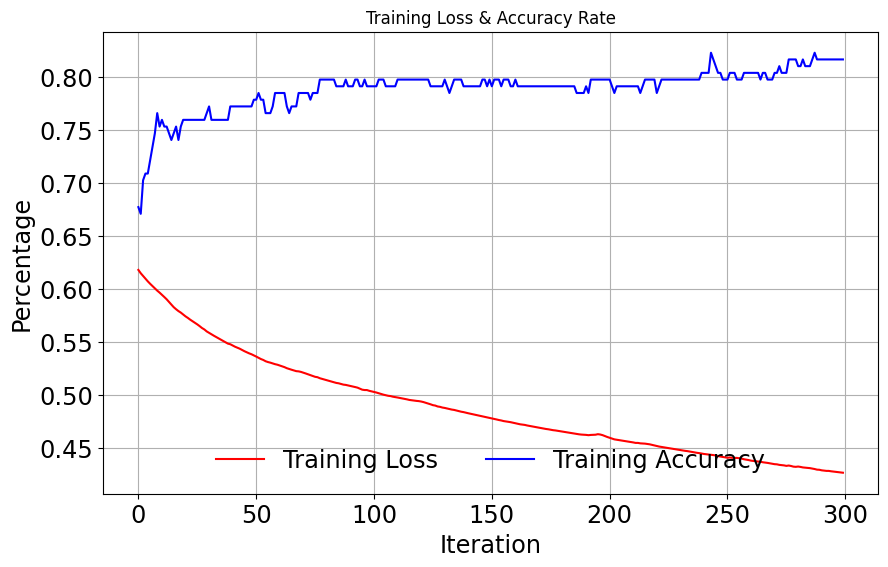 Training Loss & Accuracy Rate
0.80
0.75
0.70
0.65
0.60
0.55
0.50
0.45
Percentage
Training Loss Training Accuracy
0 50 100 150 200 250 300
Iteration